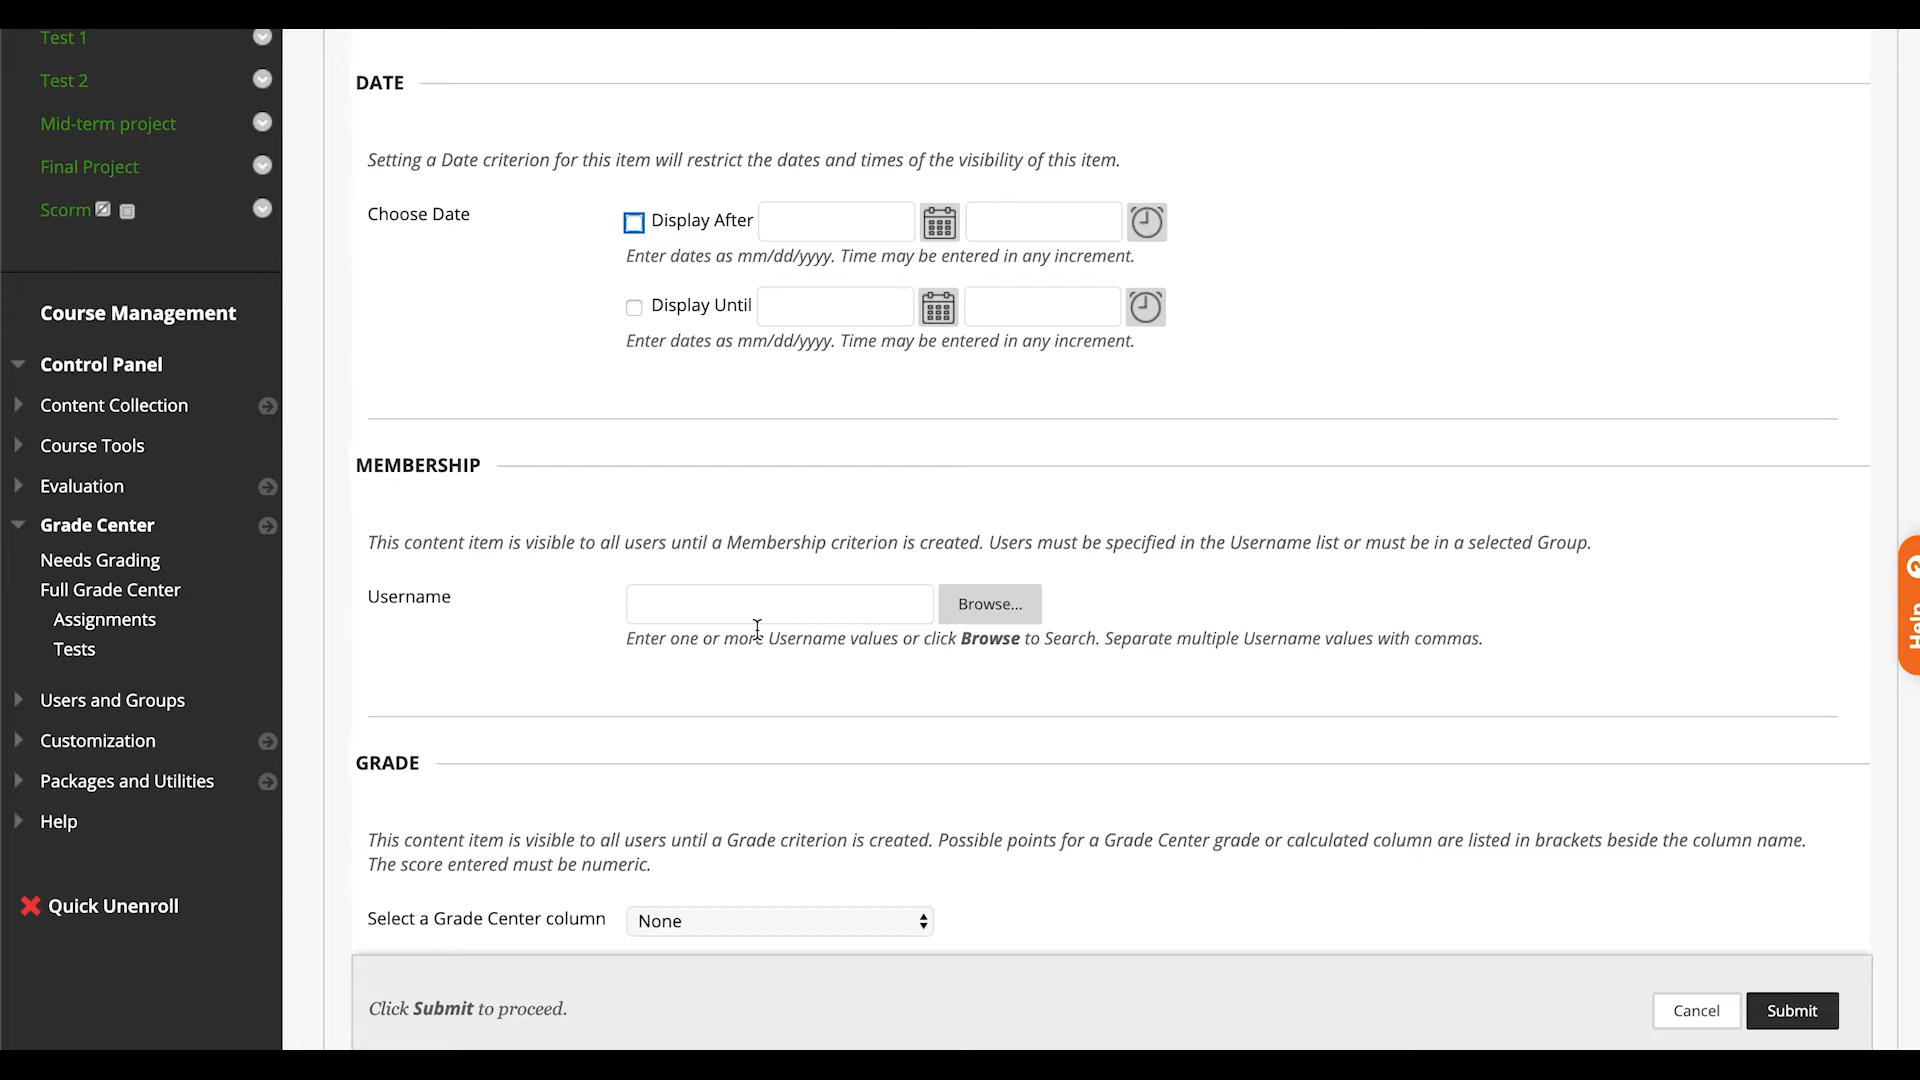 Test 1
Test 2
Mid-term project
Final Project
Scorm
Course Management
Control Panel
Content Collection
Course Tools
Evaluation
Grade Center
Needs Grading
Full Grade Center
Assignments
Tests
Users and Groups
Customization
Packages and Utilities
Help
Quick Unenroll
DATE
Setting a Date criterion for this item will restrict the dates and times of the visibility of this item.
Choose Date
Display After
Enter dates as mm/dd/yyyy. Time may be entered in any increment.
Display Until
Enter dates as mm/dd/yyyy. Time may be entered in any increment.
MEMBERSHIP
This content item is visible to all users until a Membership criterion is created. Users must be specified in the Username list or must be in a selected Group.
Username
Browse...
Enter one or more Username values or click Browse to Search. Separate multiple Username values with commas.
GRADE
This content item is visible to all users until a Grade criterion is created. Possible points for a Grade Center grade or calculated column are listed in brackets beside the column name.
The score entered must be numeric.
Select a Grade Center column
None
Click Submit to proceed.
Cancel
Submit
Help